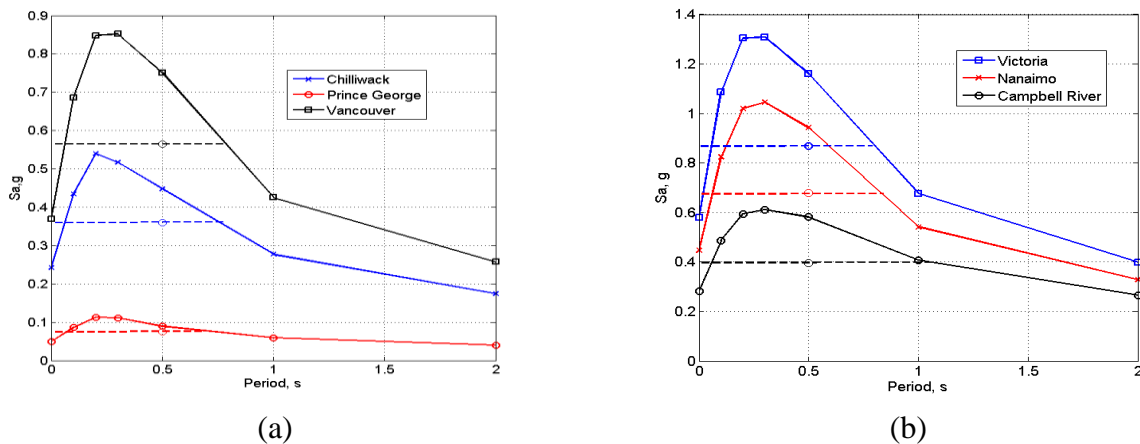 0.9
0.8
0.7
0.6
0.5
0.4
0.3
0.2
0.1
0
Sa,g
Chilliwack
Prince George
Vancouver
0 0.5 1 1.5 2
Period, s
(a)
1.4
1.2
1
0.8
0.6
0.4
0.2
0
Sa, g
Victoria
Nanaimo
Campbell River
0 0.5 1 1.5 2
Period, s
(b)